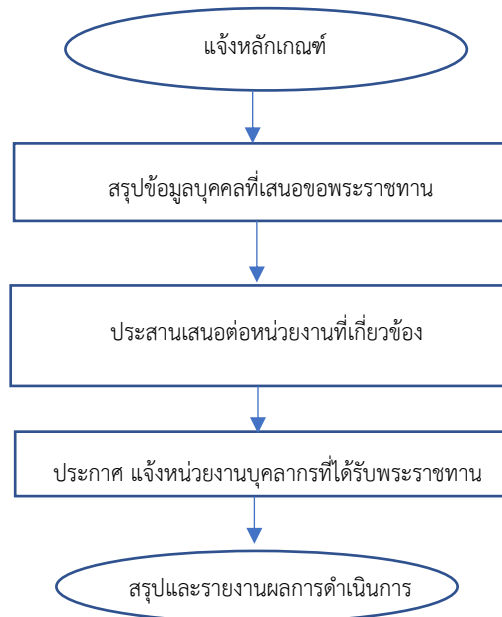 แจ้งหลักเกณฑ์
สรุปข้อมูลบุคคลที่เสนอขอพระราชทาน
ประสานเสนอต่อหน่วยงานที่เกี่ยวข้อง
ประกาศ แจ้งหน่วยงานบุคลากรที่ได้รับพระราชทาน
สรุปและรายงานผลการดำเนินการ